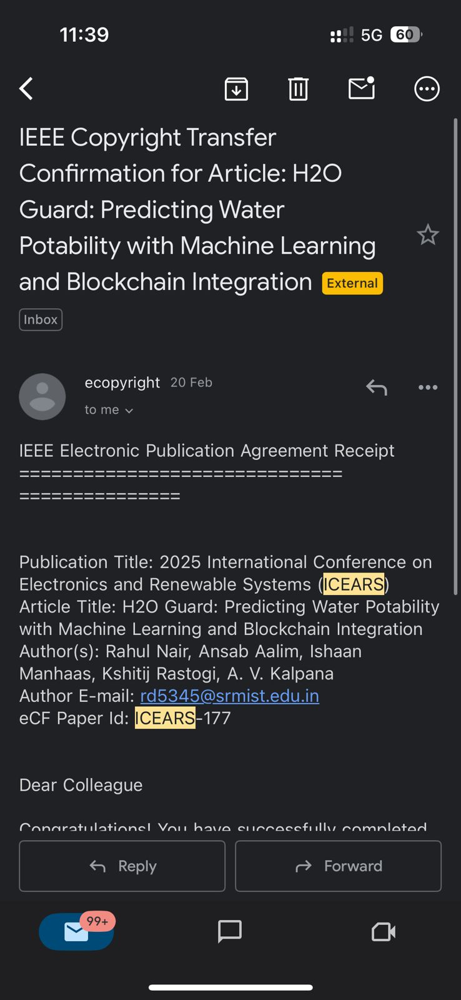 11:39
5G 60
IEEE Copyright Transfer
Confirmation for Article: H2O
Guard: Predicting Water
Potability with Machine Learning
and Blockchain Integration External
Inbox
ecopyright 20 Feb
to me
IEEE Electronic Publication Agreement Receipt
==============================
===============
Publication Title: 2025 International Conference on
Electronics and Renewable Systems (ICEARS)
Article Title: H2O Guard: Predicting Water Potability
with Machine Learning and Blockchain Integration
Author(s): Rahul Nair, Ansab Aalim, Ishaan
Manhaas, Kshitij Rastogi, A. V. Kalpana
Author E-mail: rd5345@srmist.edu.in
eCF Paper Id: ICEARS-177
Dear Colleague
Congratulations! You have successfully completed
Reply Forward
99+